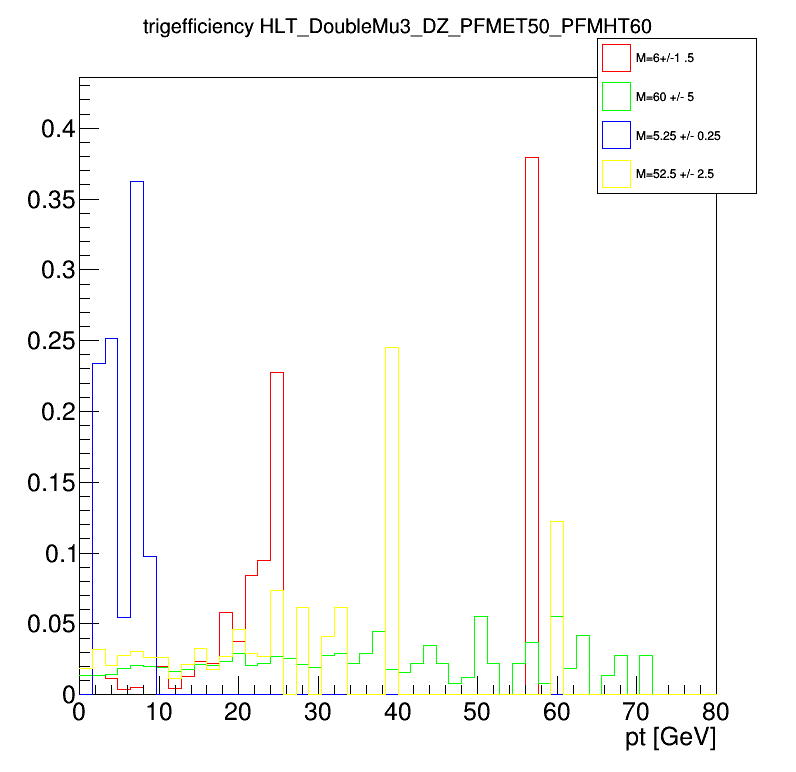 trigefficiency HLT_DoubleMu3_DZ_PFMET50_PFMHT60
M=6+/-1 .5
M=60 +/- 5
M=5.25 +/- 0.25
M=52.5 +/- 2.5
0.4
0.35
0.3
0.25
0.2
0.15
0.1
0.05
0
0 10 20 30 40 50 60 70 80
pt [GeV]